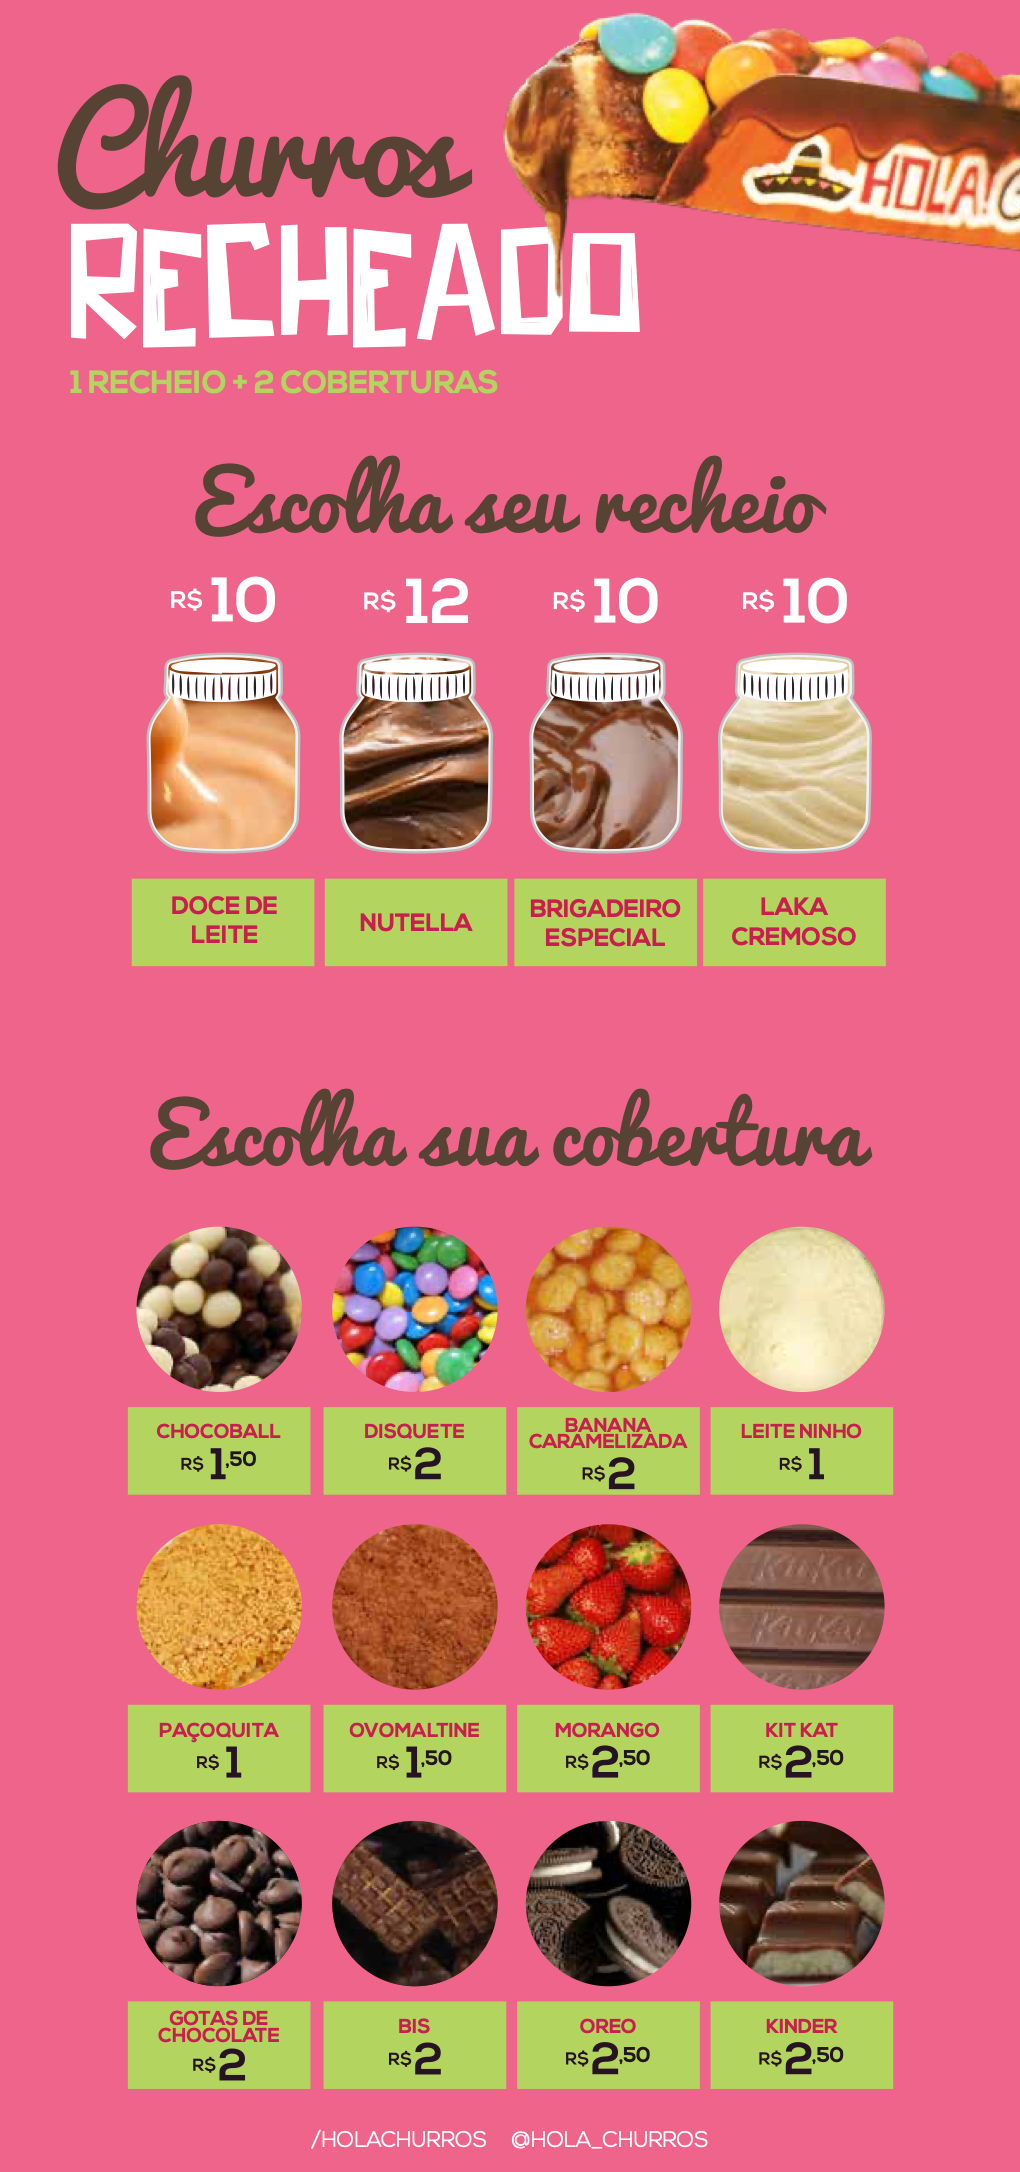 HOLA! C
Churros
RECHEADO
1 RECHEIO + 2 COBERTURAS
Escolha seu recheio
R$ 10
R$ 12
R$ 10
R$ 10
DOCE DE
LEITE
NUTELLA
BRIGADEIRO
ESPECIAL
LAKA
CREMOSO
Escolha sua cobertura
CHOCOBALL
R$ 1,50
DISQUETE
R$ 2
BANANA
CARAMELIZADA
R$ 2
LEITE NINHO
R$ 1
KitKat
KitKat
PAÇOQUITA
R$ 1
OVOMALTINE
R$ 1,50
MORANGO
R$ 2,50
KIT KAT
R$ 2,50
GOTAS DE
CHOCOLATE
R$ 2
BIS
R$ 2
OREO
R$ 2,50
KINDER
R$ 2,50
/HOLACHURROS @HOLA_CHURROS